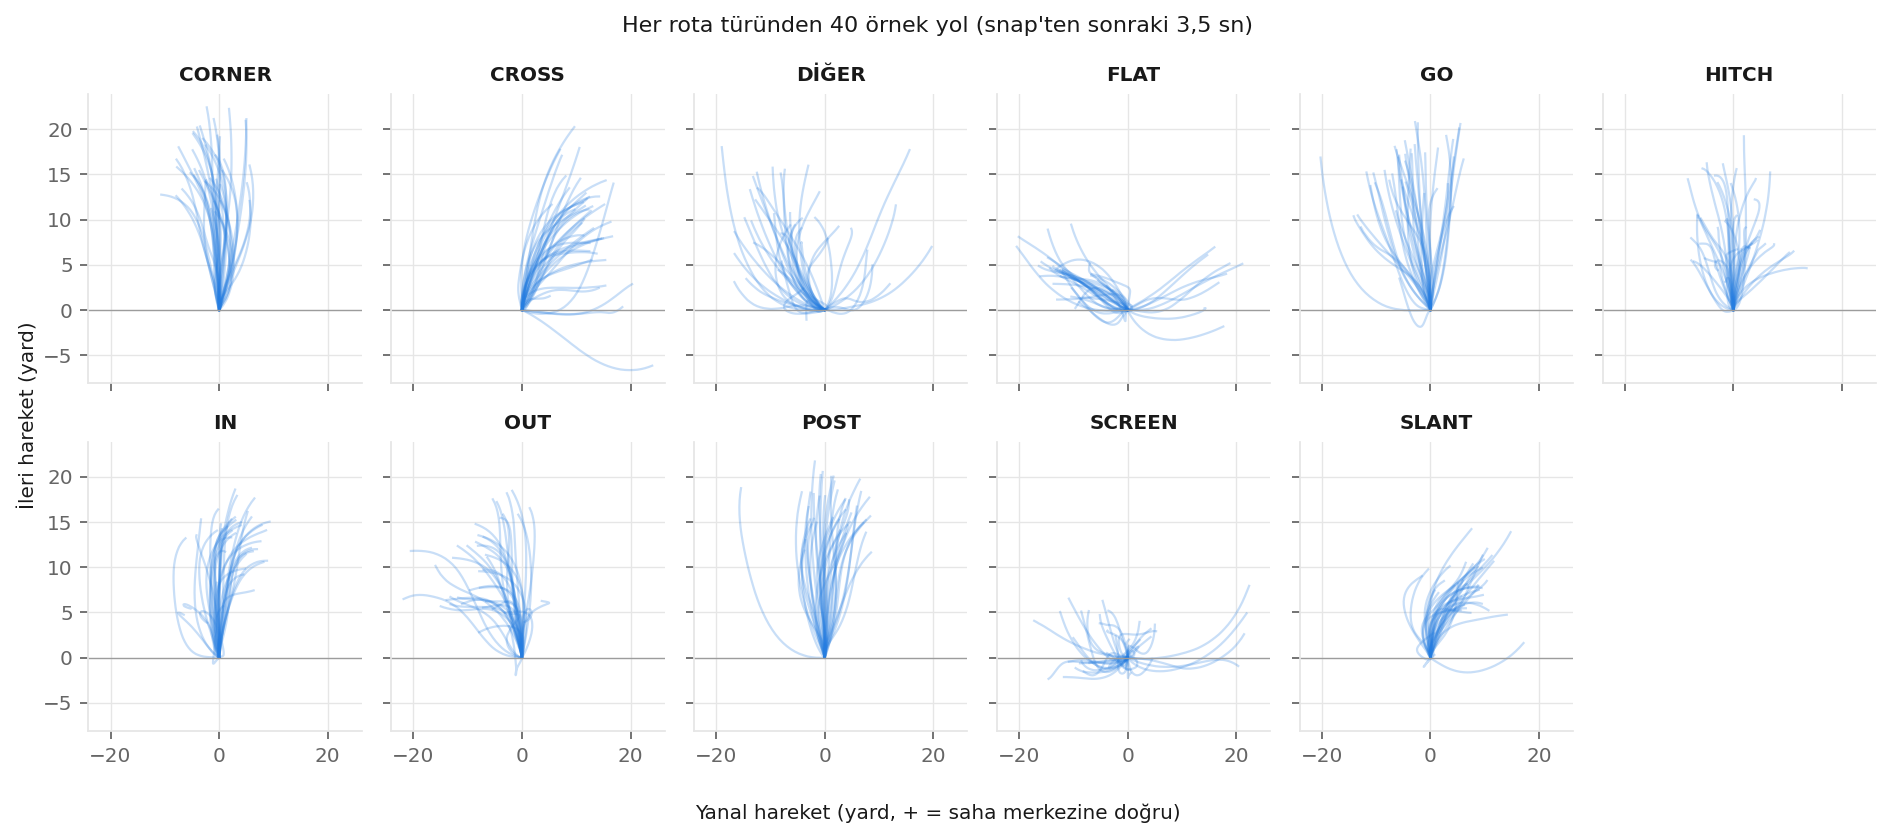 Her rota türünden 40 örnek yol (snap'ten sonraki 3,5 sn)
CORNER CROSS DİĞER FLAT GO HITCH
20
15
10
5
0
−5
IN OUT POST SCREEN SLANT
20
15
10
5
0
−5
−20 0 20 −20 0 20 −20 0 20 −20 0 20 −20 0 20
İleri hareket (yard)
Yanal hareket (yard, + = saha merkezine doğru)